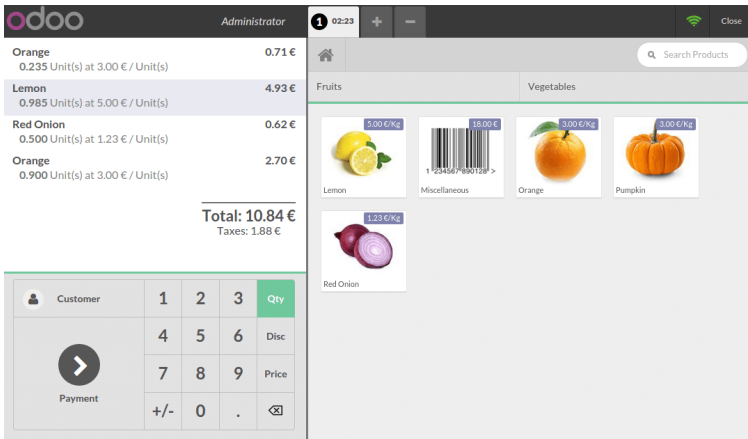 odoo
Administrator
1 02:23 + −
Close
Orange 0.71 €
0.235 Unit(s) at 3.00 € / Unit(s)
Lemon 4.93 €
0.985 Unit(s) at 5.00 € / Unit(s)
Red Onion 0.62 €
0.500 Unit(s) at 1.23 € / Unit(s)
Orange 2.70 €
0.900 Unit(s) at 3.00 € / Unit(s)
Total: 10.84 €
Taxes: 1.88 €
Customer
1 2 3 Qty
4 5 6 Disc
7 8 9 Price
+/- 0 .
Payment
Search Products
Fruits Vegetables
5.00 €/Kg
Lemon
18.00 €
1 234567 890128 >
Miscellaneous
3.00 €/Kg
Orange
3.00 €/Kg
Pumpkin
1.23 €/Kg
Red Onion